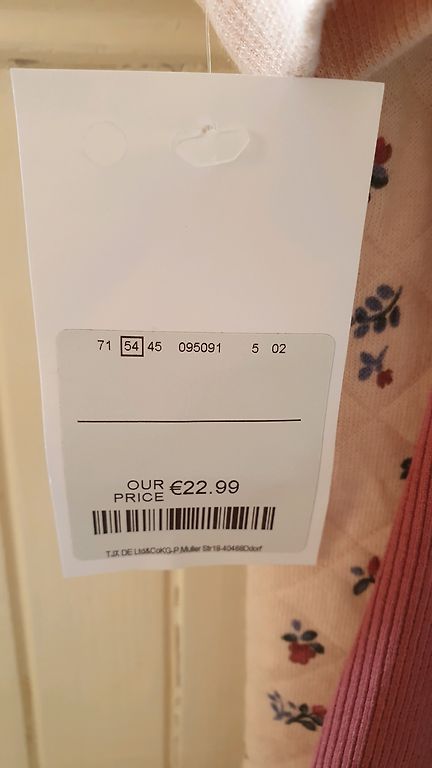 71 54 45 095091 5 02
OUR
PRICE €22.99
TJX DE Ltd&CoKG-P.Muller Str18-40468Ddorf